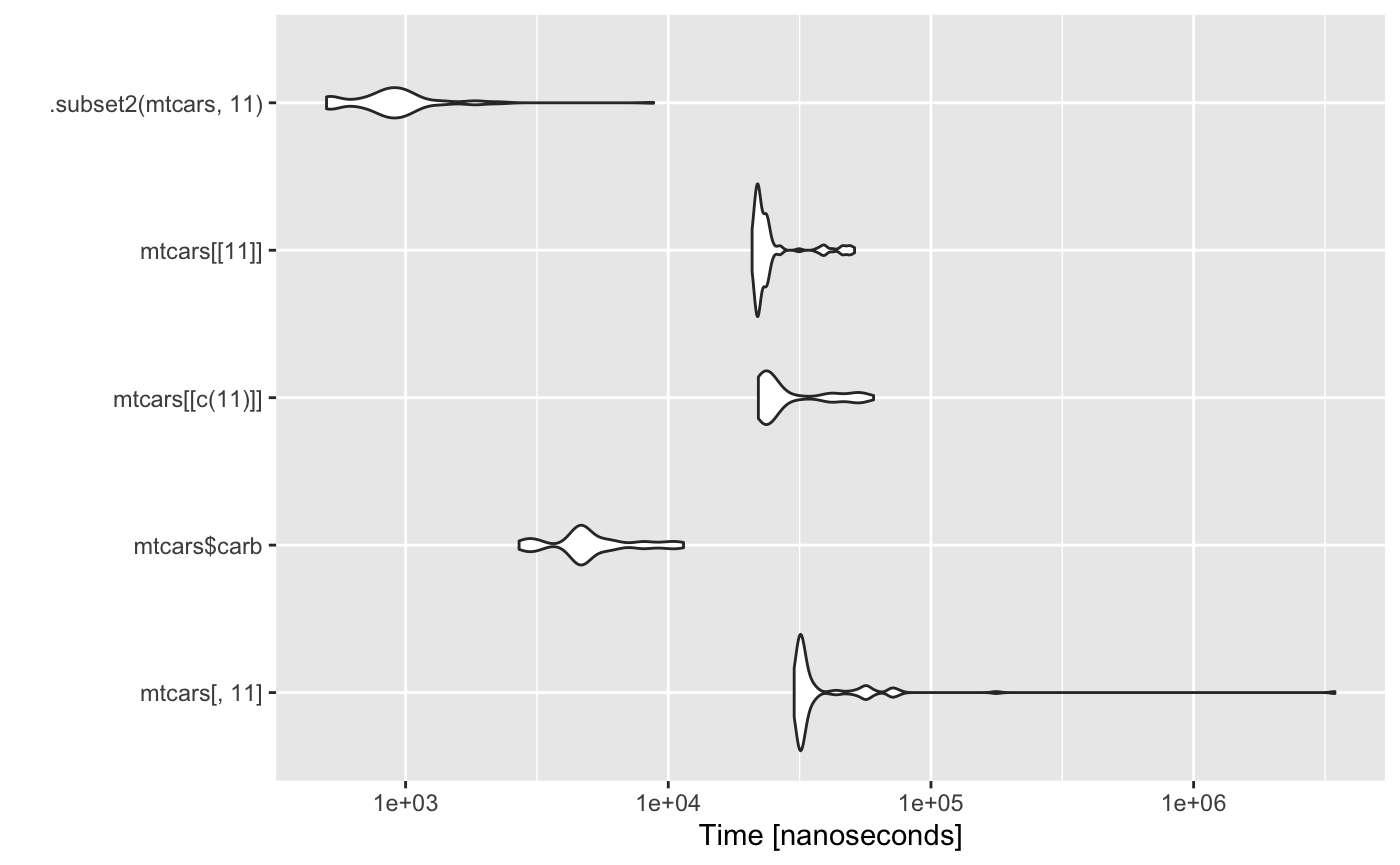 .subset2(mtcars, 11)
mtcars[[11]]
mtcars[[c(11)]]
mtcars$carb
mtcars[, 11]
1e+03 1e+04 1e+05 1e+06
Time [nanoseconds]